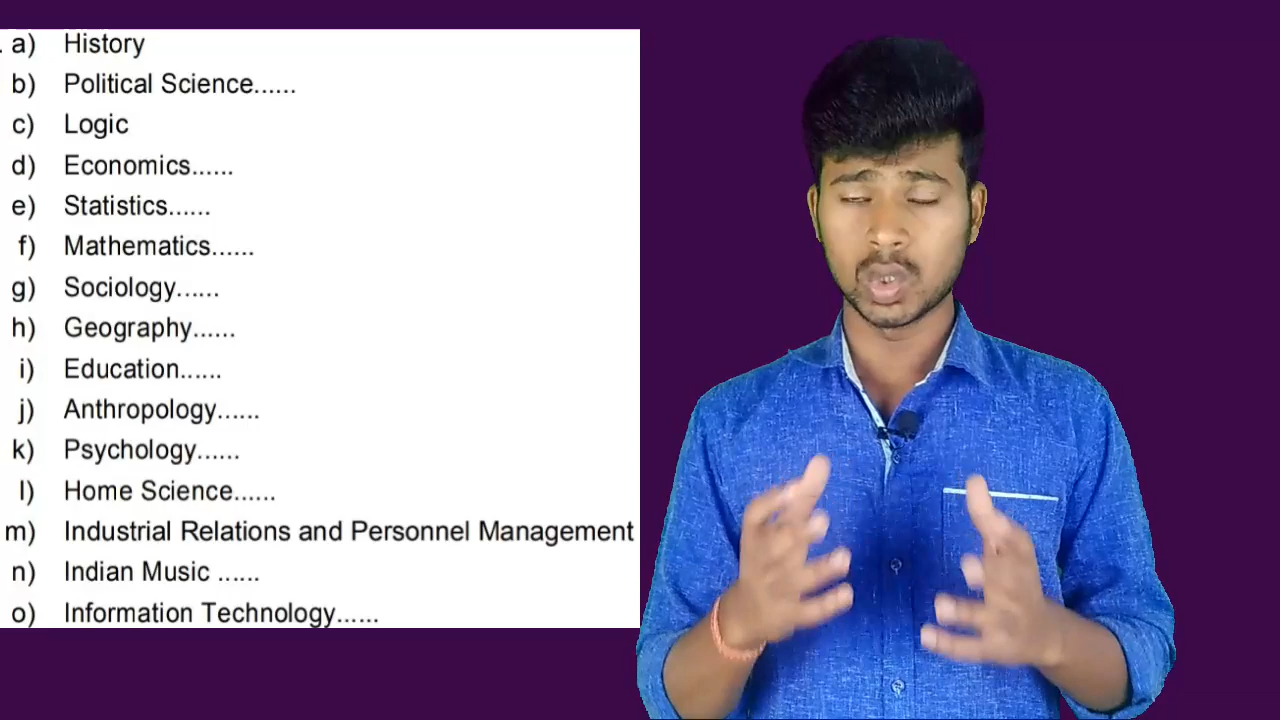 . a) History
b) Political Science......
c) Logic
d) Economics......
e) Statistics......
f) Mathematics......
g) Sociology......
h) Geography......
i) Education......
j) Anthropology......
k) Psychology......
l) Home Science......
m) Industrial Relations and Personnel Management
n) Indian Music ......
o) Information Technology......